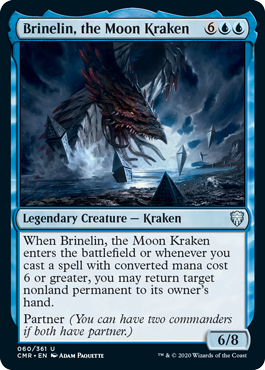 Brinelin, the Moon Kraken 6
Legendary Creature — Kraken
When Brinelin, the Moon Kraken
enters the battlefield or whenever you
cast a spell with converted mana cost
6 or greater, you may return target
nonland permanent to its owner's
hand.
Partner (You can have two commanders
if both have partner.)
6/8
060/361 U
CMR • EN Adam Paquette
™ & © 2020 Wizards of the Coast